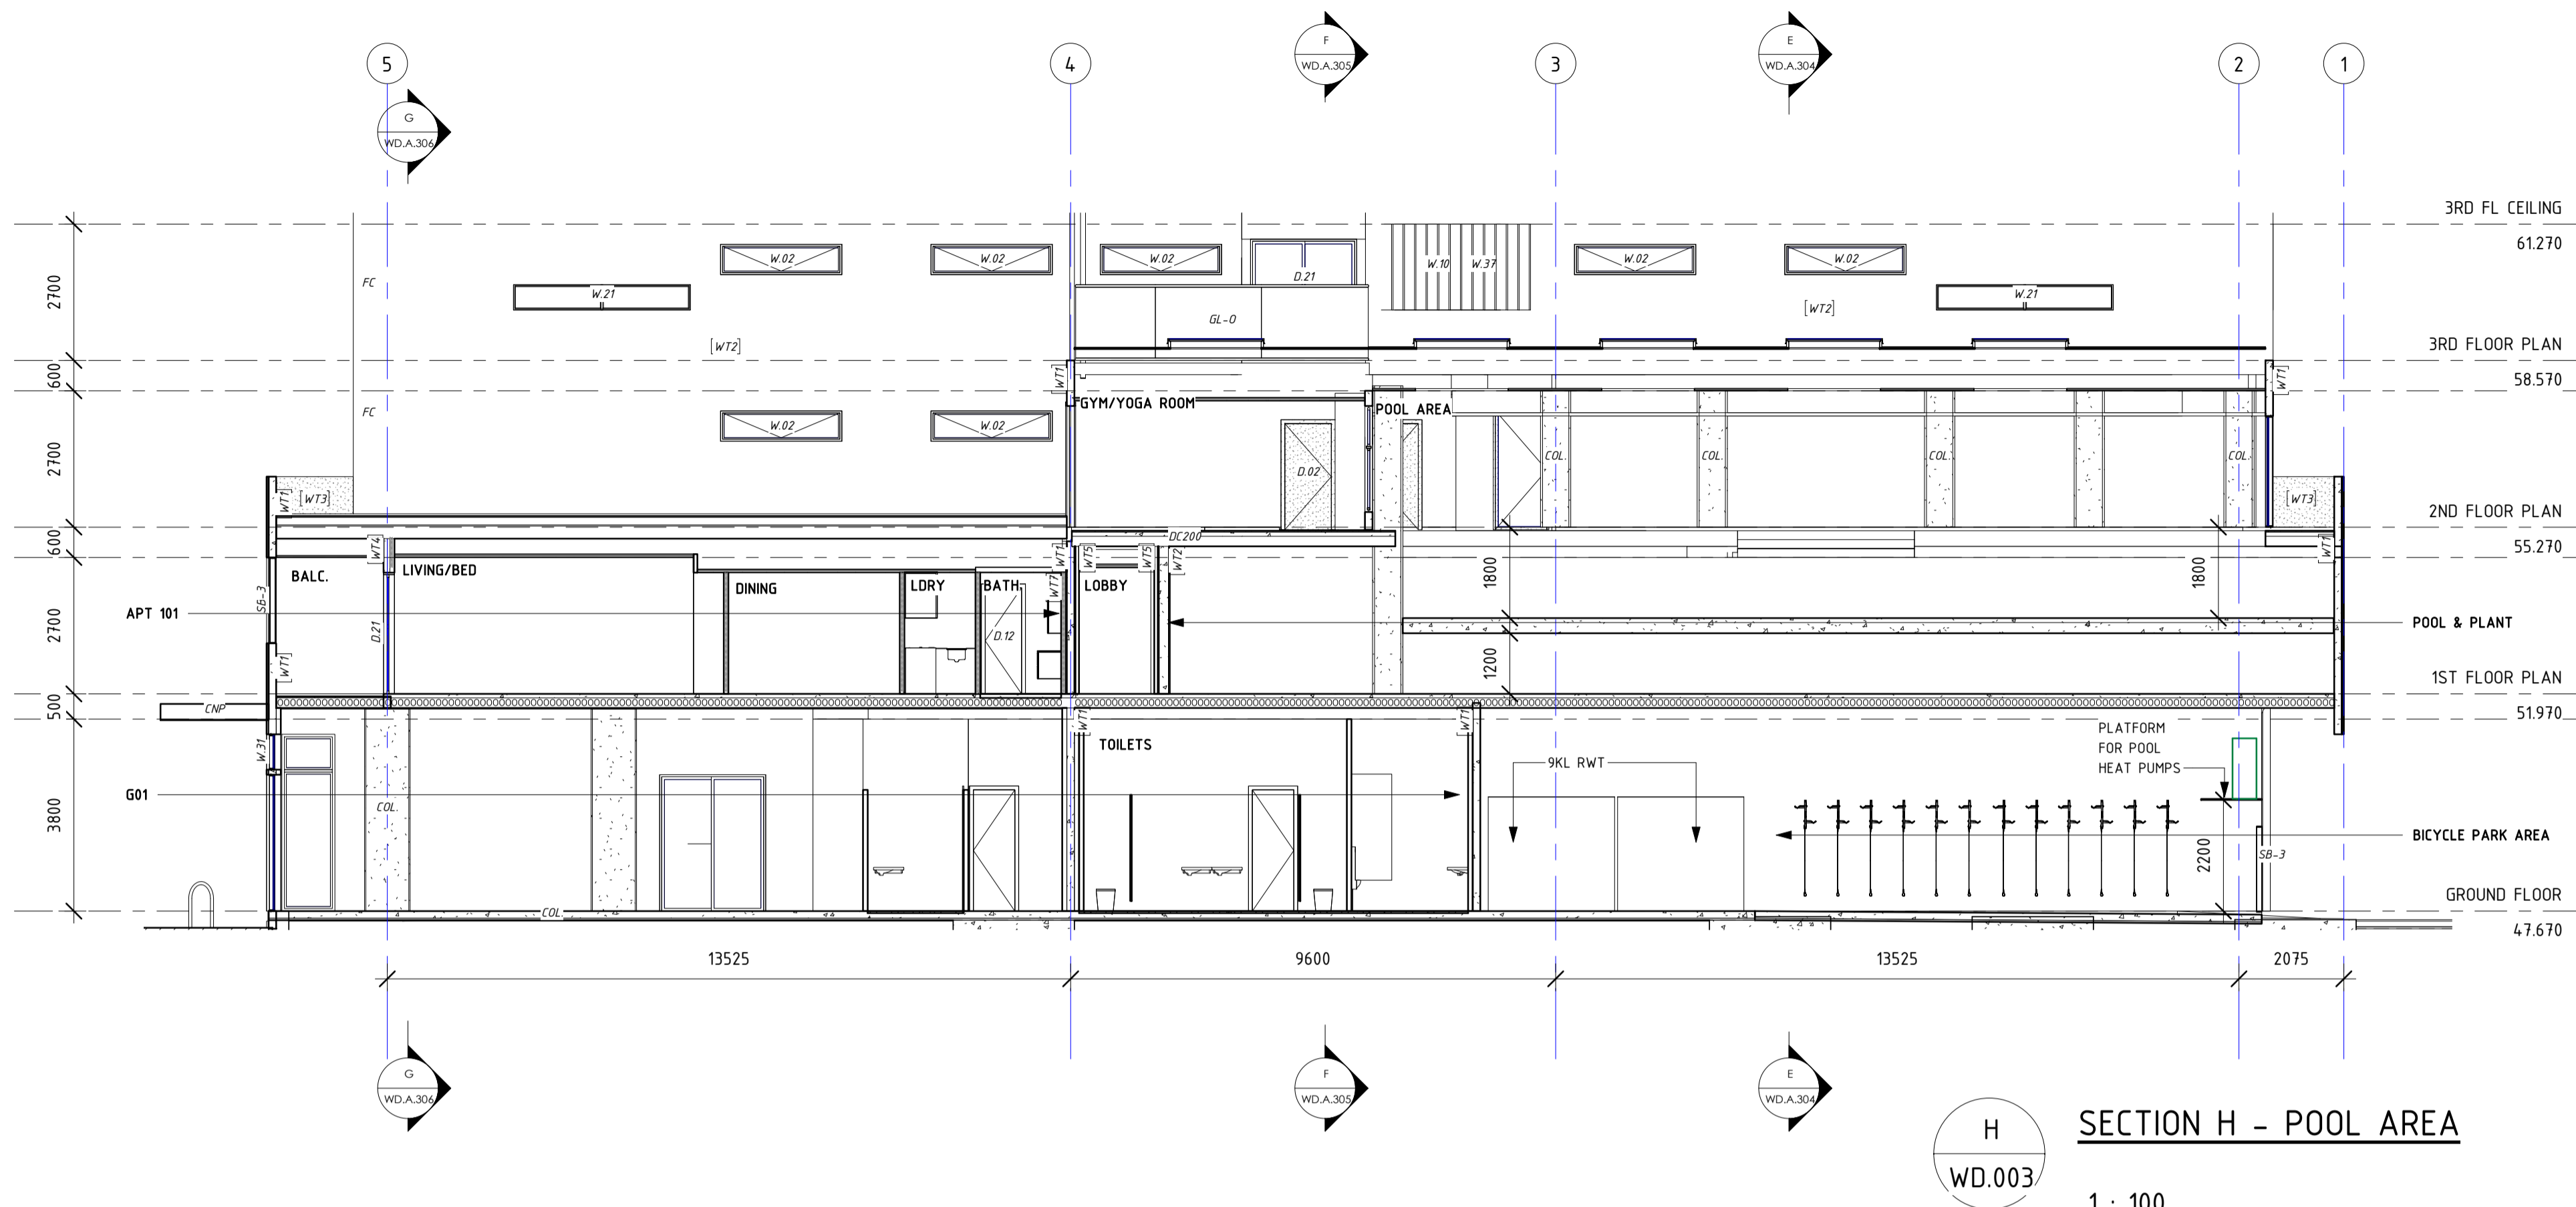 F
WD.A.305
E
WD.A.304
5
4
3
2
1
G
WD.A.306
3RD FL CEILING
61.270
W.02
W.02
W.02
D.21
W.10
W.37
W.02
W.02
FC
W.21
W.21
2700
GL-O
[WT2]
[WT2]
3RD FLOOR PLAN
58.570
600
WT1
WT1
FC
GYM/YOGA ROOM
POOL AREA
W.02
W.02
2700
D.02
COL.
COL.
COL.
COL.
WT1
[WT3]
[WT3]
2ND FLOOR PLAN
55.270
600
DC200
WT4
WT1
WT5
WT5
WT2
WT1
BALC.
LIVING/BED
DINING
LDRY
BATH
WT7
LOBBY
1800
1800
SB-3
APT 101
2700
D.21
D.12
POOL & PLANT
WT1
1200
1ST FLOOR PLAN
51.970
500
CNP
WT1
WT1
W.31
TOILETS
PLATFORM
FOR POOL
HEAT PUMPS
9KL RWT
G01
COL.
3800
BICYCLE PARK AREA
2200
SB-3
GROUND FLOOR
47.670
COL.
13525
9600
13525
2075
G
WD.A.306
F
WD.A.305
E
WD.A.304
H
WD.003
SECTION H - POOL AREA
1 : 100